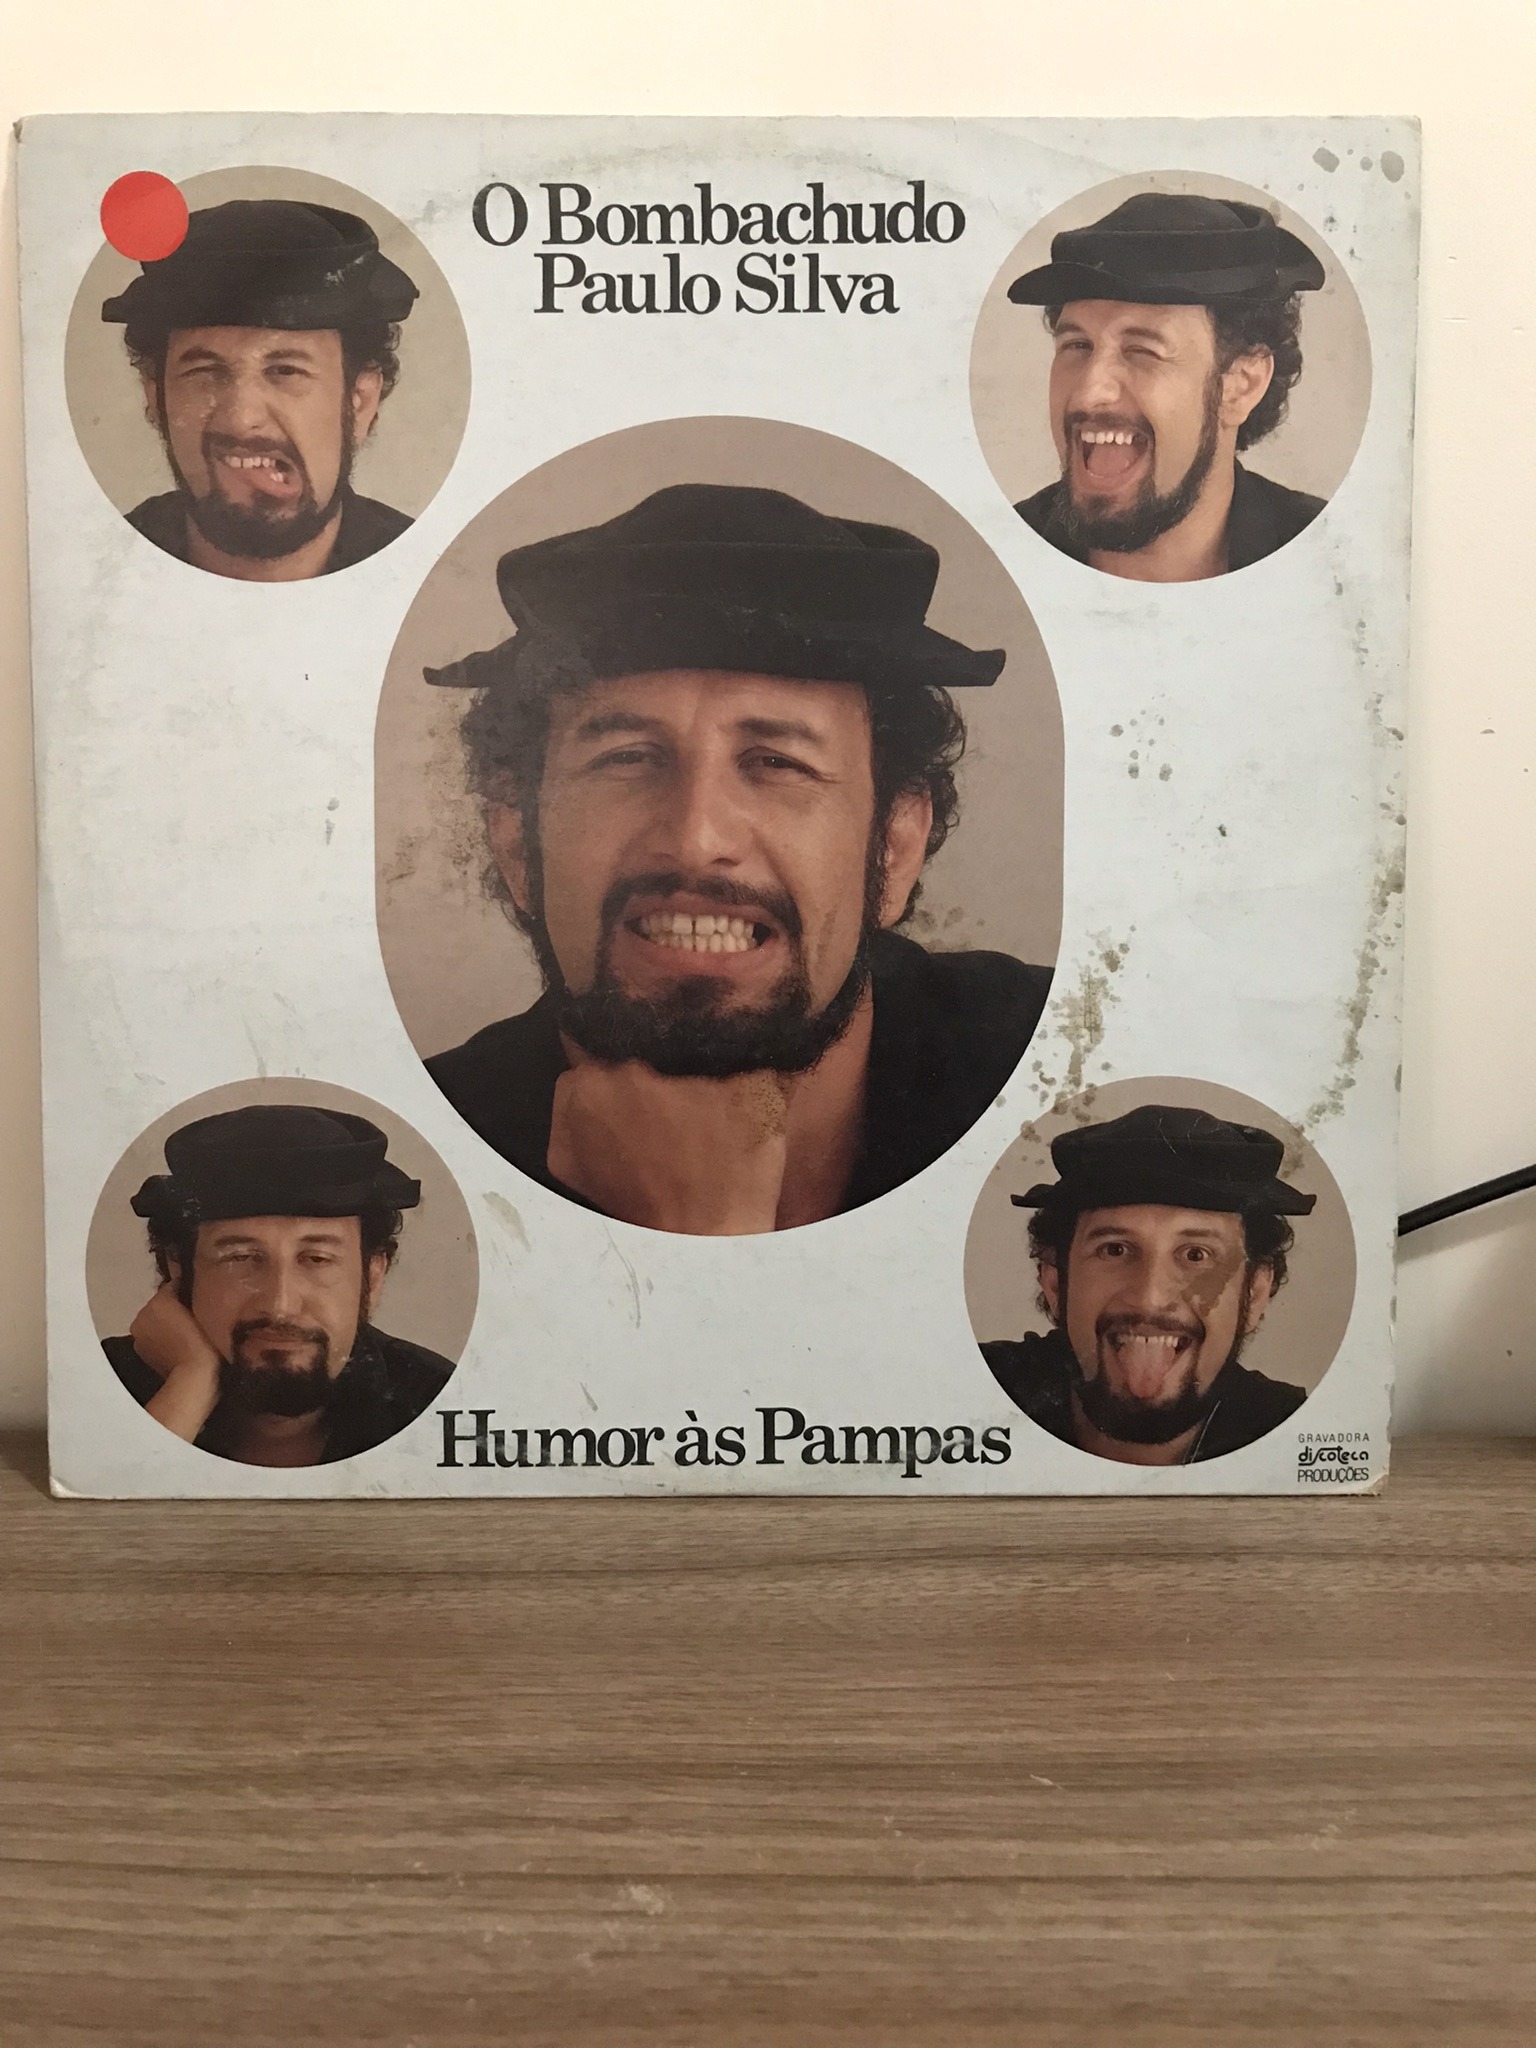 O Bombachudo
Paulo Silva
Humor às Pampas
GRAVADORA
discoteca
PRODUÇÕES